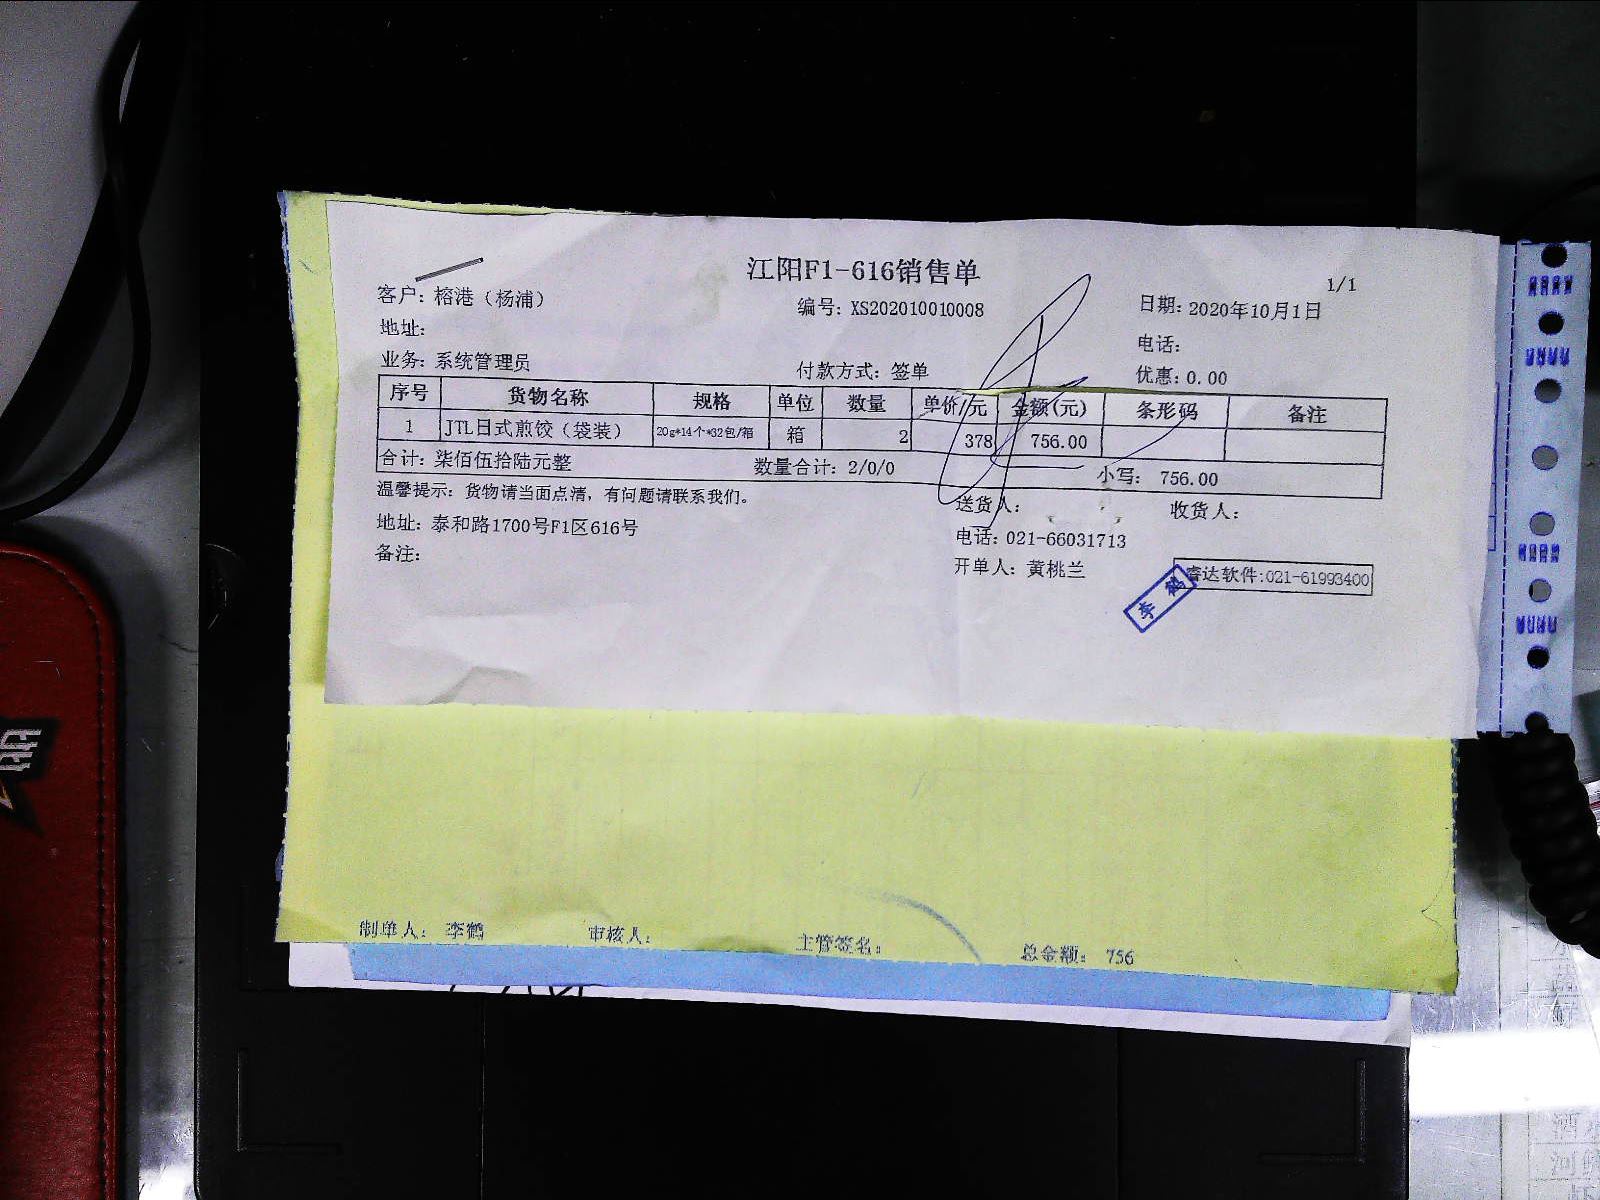 江阳F1-616销售单
1/1
客户: 榕港（杨浦） 编号: XS202010010008 日期: 2020年10月1日
地址: 电话:
业务: 系统管理员 付款方式: 签单 优惠: 0.00
序号 货物名称 规格 单位 数量 单价/元 金额(元) 条形码 备注
1 JTL日式煎饺（袋装） 20g*14个*32包/箱 箱 2 378 756.00
合计: 柒佰伍拾陆元整 数量合计: 2/0/0 小写: 756.00
温馨提示: 货物请当面点清，有问题请联系我们。 送货人: 收货人:
地址: 泰和路1700号F1区616号 电话: 021-66031713
备注: 开单人: 黄桃兰 睿达软件:021-61993400
李鹤
制单人: 李鹤 审核人: 主管签名: 总金额: 756